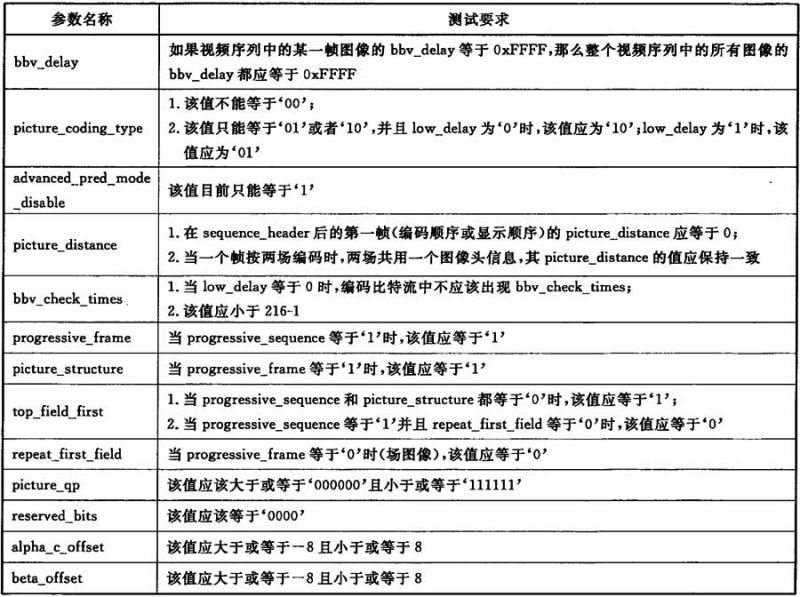 参数名称 测试要求
bbv_delay 如果视频序列中的某一帧图像的 bbv_delay 等于 0xFFFF,那么整个视频序列中的所有图像的
bbv_delay 都应等于 0xFFFF
picture_coding_type 1. 该值不能等于‘00’;
2. 该值只能等于‘01’或者‘10’,并且 low_delay 为‘0’时,该值应为‘10’;low_delay 为‘1’时,该
值应为‘01’
advanced_pred_mode
_disable 该值目前只能等于‘1’
picture_distance 1. 在 sequence_header 后的第一帧(编码顺序或显示顺序)的 picture_distance 应等于 0;
2. 当一个帧按两场编码时,两场共用一个图像头信息,其 picture_distance 的值应保持一致
bbv_check_times 1. 当 low_delay 等于 0 时,编码比特流中不应该出现 bbv_check_times;
2. 该值应小于 216-1
progressive_frame 当 progressive_sequence 等于‘1’时,该值应等于‘1’
picture_structure 当 progressive_frame 等于‘1’时,该值应等于‘1’
top_field_first 1. 当 progressive_sequence 和 picture_structure 都等于‘0’时,该值应等于‘1’;
2. 当 progressive_sequence 等于‘1’并且 repeat_first_field 等于‘0’时,该值应等于‘0’
repeat_first_field 当 progressive_frame 等于‘0’时(场图像),该值应等于‘0’
picture_qp 该值应该大于或等于‘000000’且小于或等于‘111111’
reserved_bits 该值应该等于‘0000’
alpha_c_offset 该值应大于或等于−8 且小于或等于 8
beta_offset 该值应大于或等于−8 且小于或等于 8